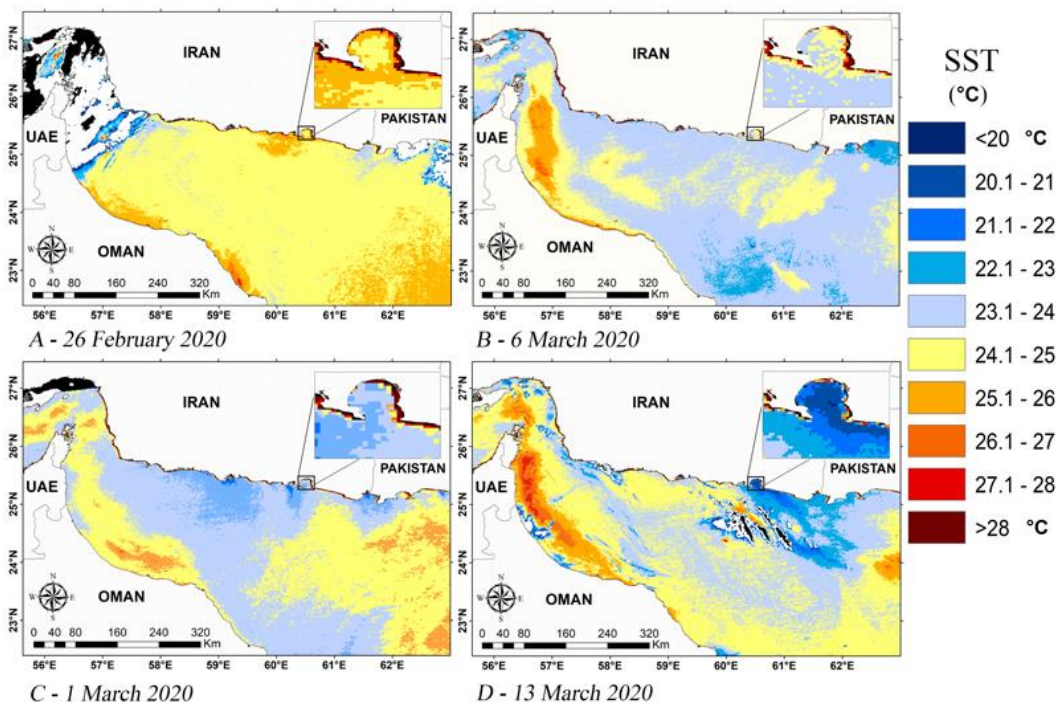 27°N
26°N
25°N
24°N
23°N
IRAN
UAE
PAKISTAN
OMAN
N
W E
S
0 40 80 160 240 320
Km
56°E 57°E 58°E 59°E 60°E 61°E 62°E
A - 26 February 2020
27°N
26°N
25°N
24°N
23°N
IRAN
UAE
PAKISTAN
OMAN
N
W E
S
0 40 80 160 240 320
Km
56°E 57°E 58°E 59°E 60°E 61°E 62°E
B - 6 March 2020
27°N
26°N
25°N
24°N
23°N
IRAN
UAE
PAKISTAN
OMAN
N
W E
S
0 40 80 160 240 320
Km
56°E 57°E 58°E 59°E 60°E 61°E 62°E
C - 1 March 2020
27°N
26°N
25°N
24°N
23°N
IRAN
UAE
PAKISTAN
OMAN
N
W E
S
0 40 80 160 240 320
Km
56°E 57°E 58°E 59°E 60°E 61°E 62°E
D - 13 March 2020
SST
(°C)
<20 °C
20.1 - 21
21.1 - 22
22.1 - 23
23.1 - 24
24.1 - 25
25.1 - 26
26.1 - 27
27.1 - 28
>28 °C